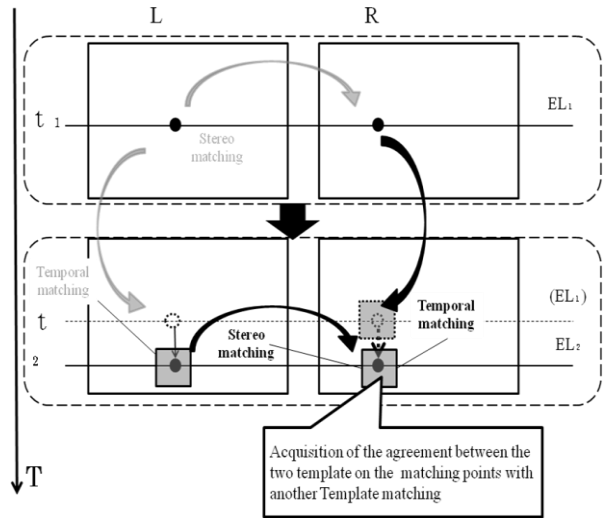 L
R
t 1
EL1
Stereo
matching
Temporal
matching
(EL1)
Temporal
matching
t
Stereo
matching
EL2
2
Acquisition of the agreement between the
two template on the matching points with
another Template matching
T